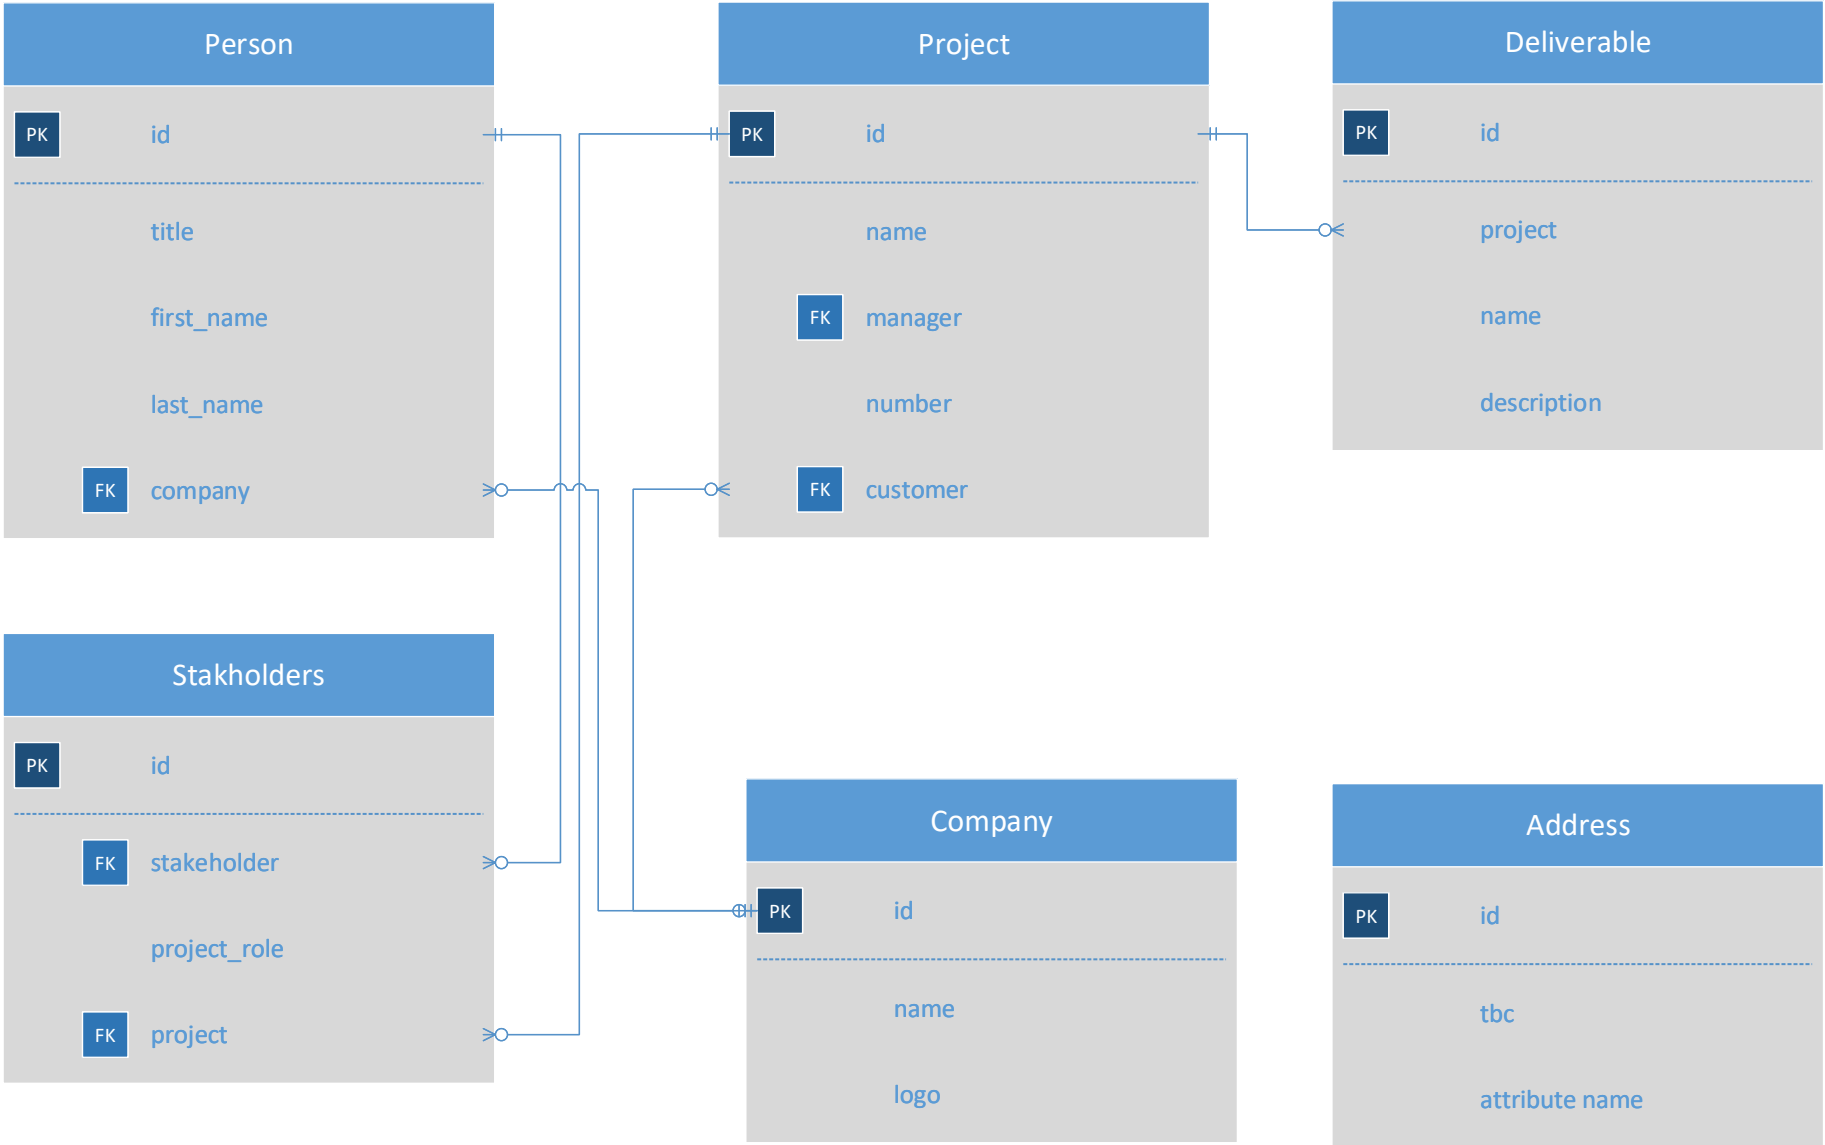 Person
PK id
title
first_name
last_name
FK company
Project
PK id
name
FK manager
number
FK customer
Deliverable
PK id
project
name
description
Stakholders
PK id
FK stakeholder
project_role
FK project
Company
PK id
name
logo
Address
PK id
tbc
attribute name